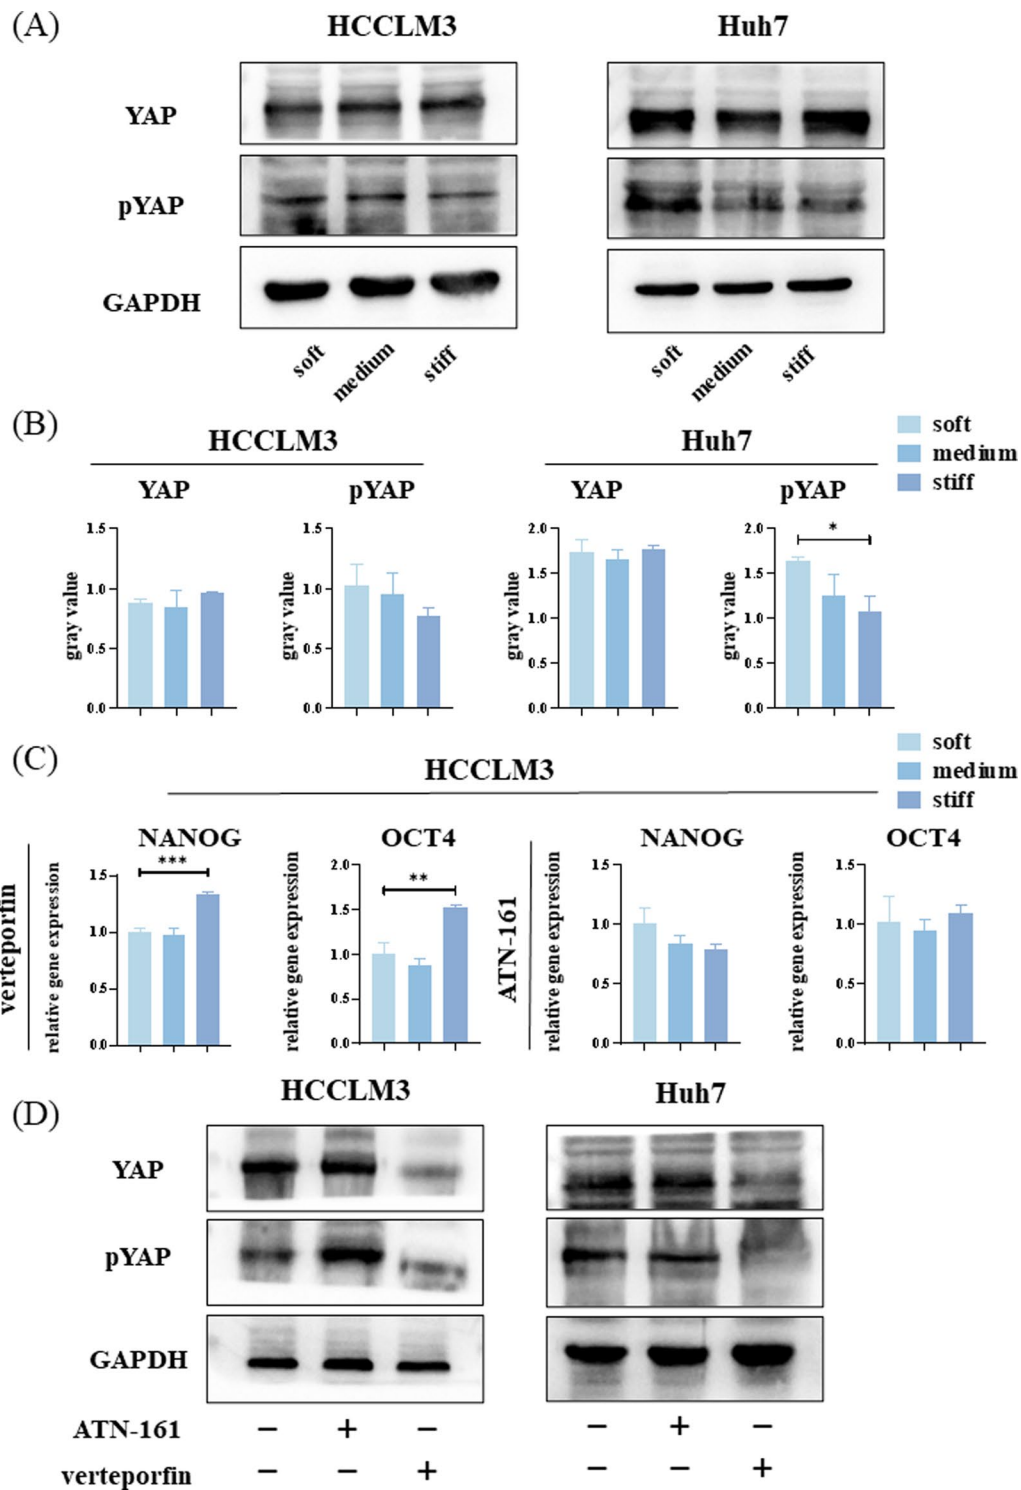 (A)
HCCLM3 Huh7
YAP
pYAP
GAPDH
soft medium stiff soft medium stiff
(B)
HCCLM3 Huh7
soft
medium
stiff
YAP pYAP YAP pYAP
gray value gray value gray value gray value
1.5 1.5 2.0 2.0
*
1.0 1.0 1.5 1.5
0.5 0.5 1.0 1.0
0.0 0.0 0.5 0.5
0.0 0.0
(C)
HCCLM3
soft
medium
stiff
verteporfin ATN-161
NANOG OCT4 NANOG OCT4
relative gene expression relative gene expression relative gene expression relative gene expression
*** **
1.5 2.0 1.5 1.5
1.0 1.5 1.0 1.0
0.5 1.0 0.5 0.5
0.0 0.5 0.0 0.0
0.0
(D)
HCCLM3 Huh7
YAP
pYAP
GAPDH
ATN-161 − + − − + −
verteporfin − − + − − +